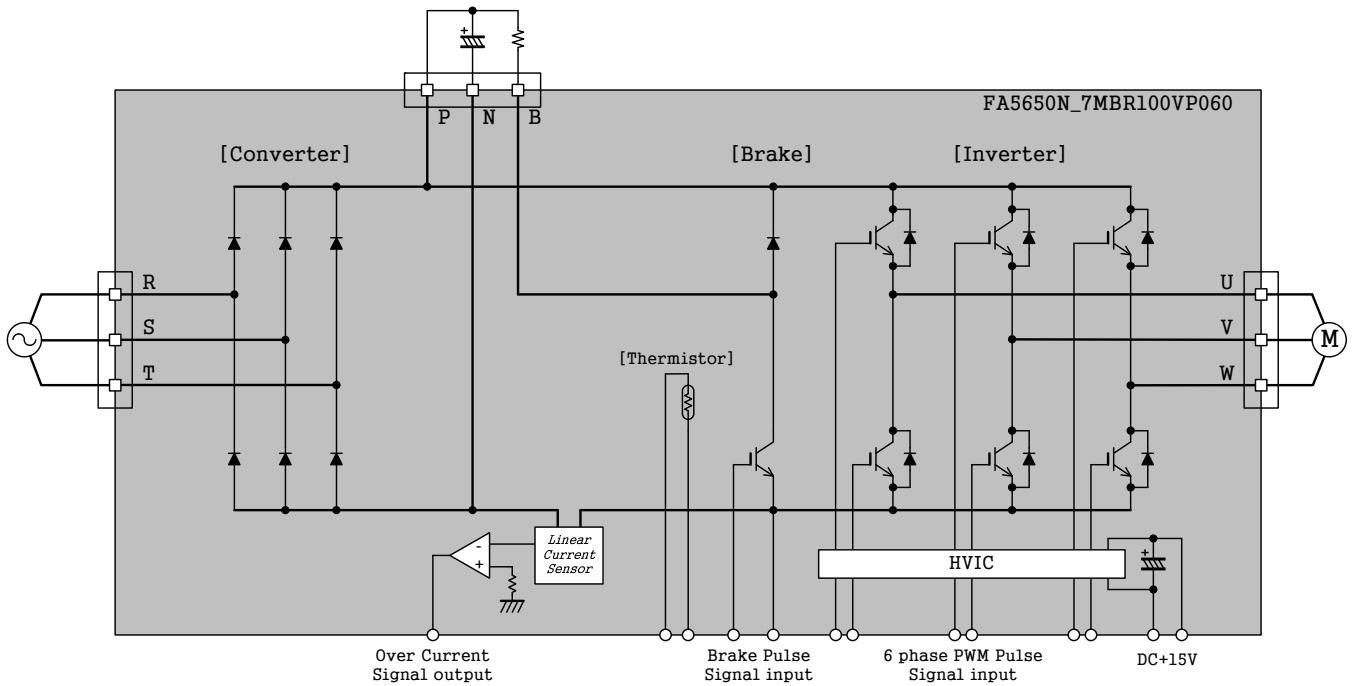 +
P
N
B
FA5650N_7MBR100VP060
[Converter]
[Brake]
[Inverter]
R
S
T
U
V
W
M
[Thermistor]
Linear
Current
Sensor
-
+
HVIC
+
Over Current
Signal output
Brake Pulse
Signal input
6 phase PWM Pulse
Signal input
DC+15V